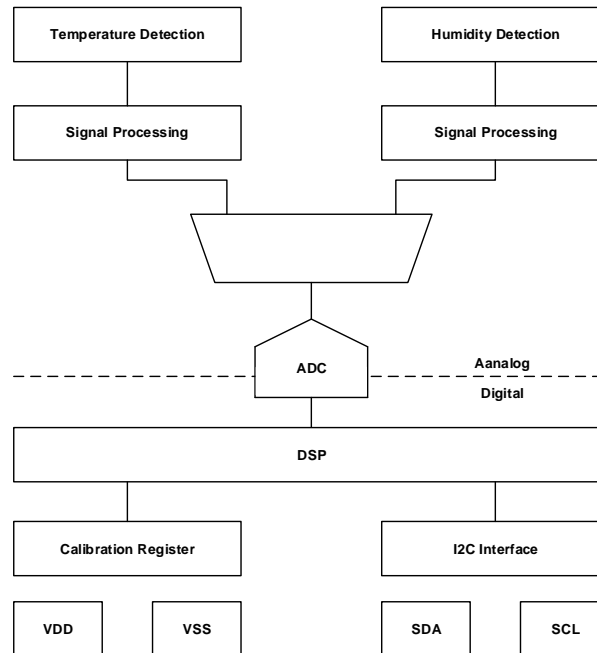 Temperature Detection
Humidity Detection
Signal Processing
Signal Processing
ADC
Aanalog
Digital
DSP
Calibration Register
I2C Interface
VDD
VSS
SDA
SCL